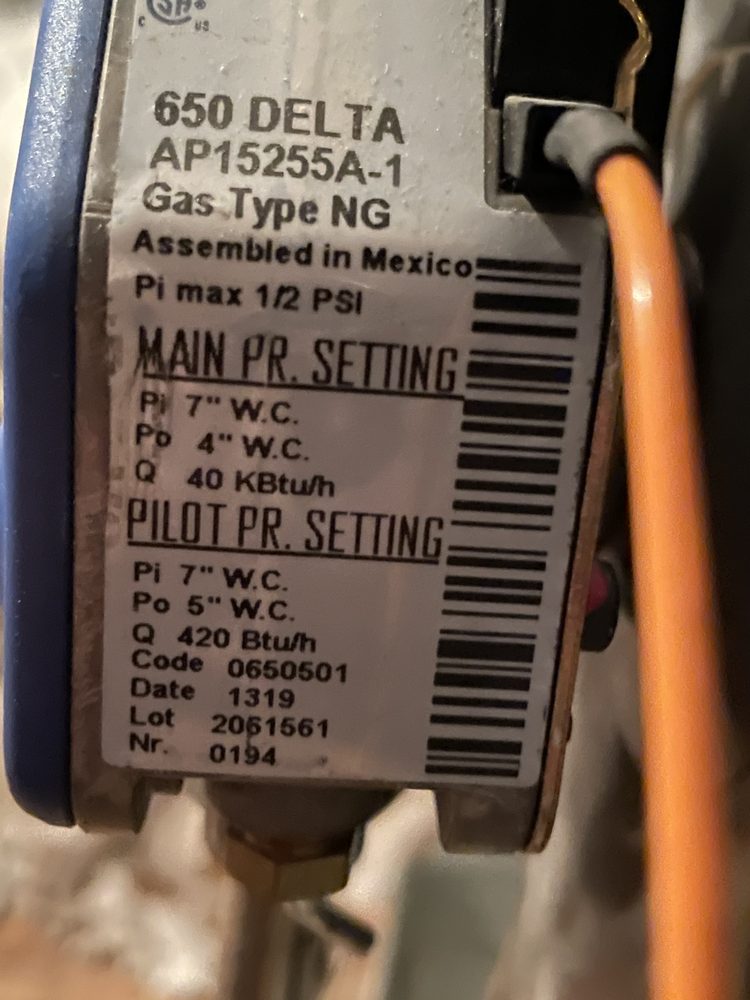 C SA® US
650 DELTA
AP15255A-1
Gas Type NG
Assembled in Mexico
Pi max 1/2 PSI
MAIN PR. SETTING
Pi 7" W.C.
Po 4" W.C.
Q 40 KBtu/h
PILOT PR. SETTING
Pi 7" W.C.
Po 5" W.C.
Q 420 Btu/h
Code 0650501
Date 1319
Lot 2061561
Nr. 0194